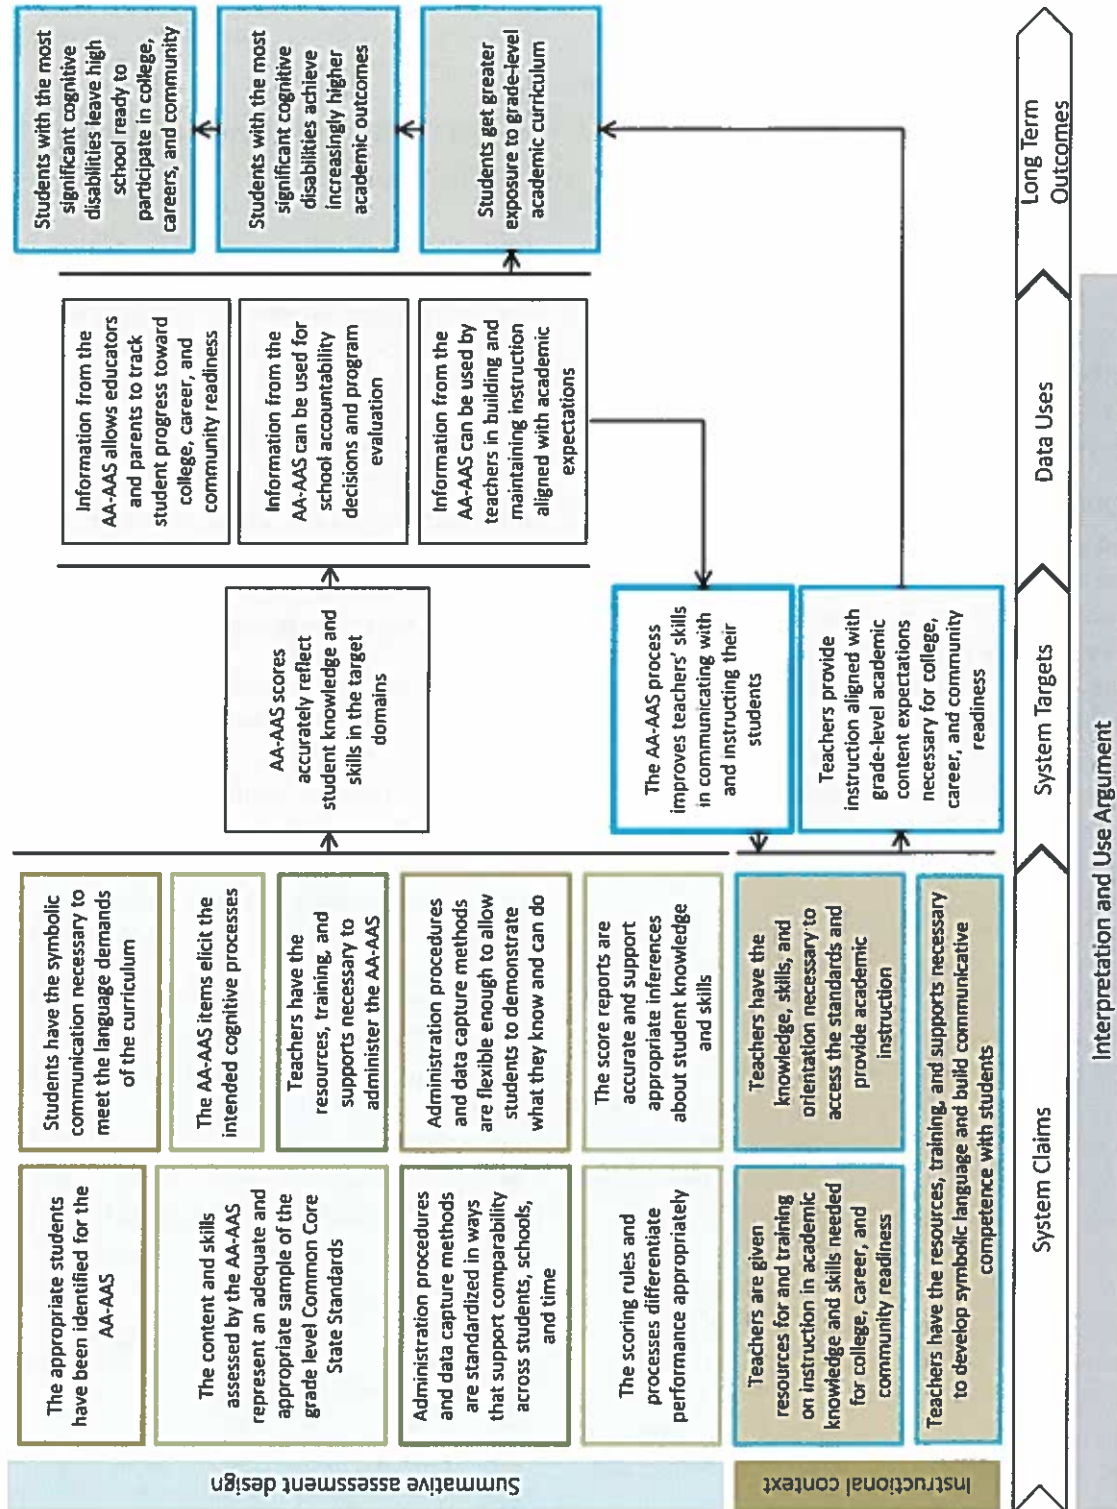 Summative assessment design
The appropriate students
have been identified for the
AA-AAS
Students have the symbolic
communication necessary to
meet the language demands
of the curriculum
The content and skills
assessed by the AA-AAS
represent an adequate and
appropriate sample of the
grade level Common Core
State Standards
The AA-AAS items elicit the
intended cognitive processes
Teachers have the
resources, training, and
supports necessary to
administer the AA-AAS
Administration procedures
and data capture methods
are standardized in ways
that support comparability
across students, schools,
and time
Administration procedures
and data capture methods
are flexible enough to allow
students to demonstrate
what they know and can do
The scoring rules and
processes differentiate
performance appropriately
The score reports are
accurate and support
appropriate inferences
about student knowledge
and skills
Instructional context
Teachers are given
resources for and training
on instruction in academic
knowledge and skills needed
for college, career, and
community readiness
Teachers have the
knowledge, skills, and
orientation necessary to
access the standards and
provide academic
instruction
Teachers have the resources, training, and supports necessary
to develop symbolic language and build communicative
competence with students
AA-AAS scores
accurately reflect
student knowledge and
skills in the target
domains
The AA-AAS process
improves teachers' skills
in communicating with
and instructing their
students
Teachers provide
instruction aligned with
grade-level academic
content expectations
necessary for college,
career, and community
readiness
Information from the
AA-AAS allows educators
and parents to track
student progress toward
college, career, and
community readiness
Information from the
AA-AAS can be used for
school accountability
decisions and program
evaluation
Information from the
AA-AAS can be used by
teachers in building and
maintaining instruction
aligned with academic
expectations
Students with the most
significant cognitive
disabilities leave high
school ready to
participate in college,
careers, and community
Students with the most
significant cognitive
disabilities achieve
increasingly higher
academic outcomes
Students get greater
exposure to grade-level
academic curriculum
System Claims
System Targets
Data Uses
Long Term
Outcomes
Interpretation and Use Argument